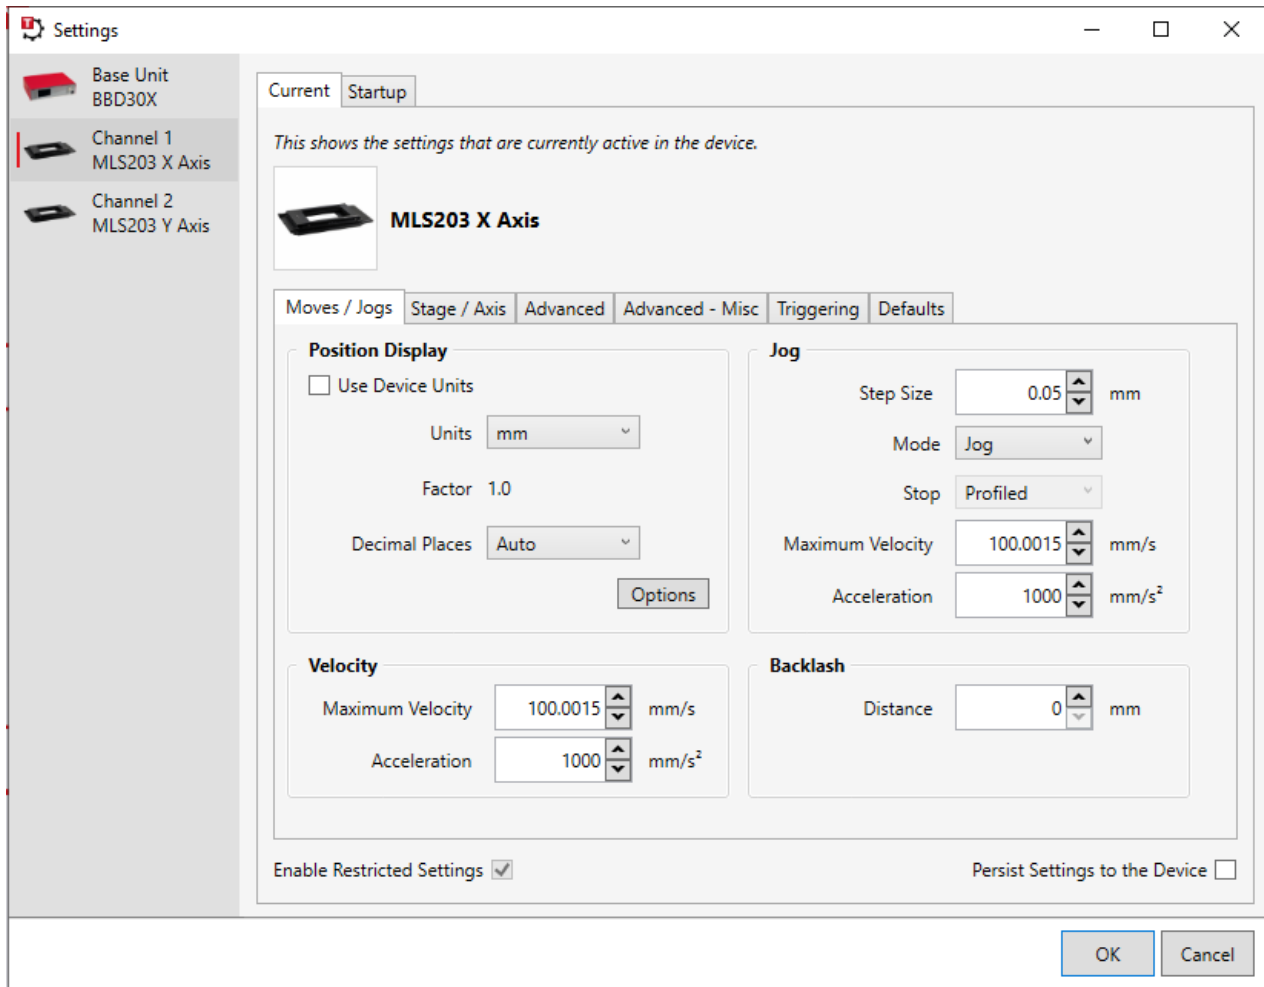 Settings
Base Unit
BBD30X
Channel 1
MLS203 X Axis
Channel 2
MLS203 Y Axis
Current
Startup
This shows the settings that are currently active in the device.
MLS203 X Axis
Moves / Jogs
Stage / Axis
Advanced
Advanced - Misc
Triggering
Defaults
Position Display
Use Device Units
Units mm
Factor 1.0
Decimal Places Auto
Options
Jog
Step Size 0.05 mm
Mode Jog
Stop Profiled
Maximum Velocity 100.0015 mm/s
Acceleration 1000 mm/s²
Velocity
Maximum Velocity 100.0015 mm/s
Acceleration 1000 mm/s²
Backlash
Distance 0 mm
Enable Restricted Settings
Persist Settings to the Device
OK
Cancel